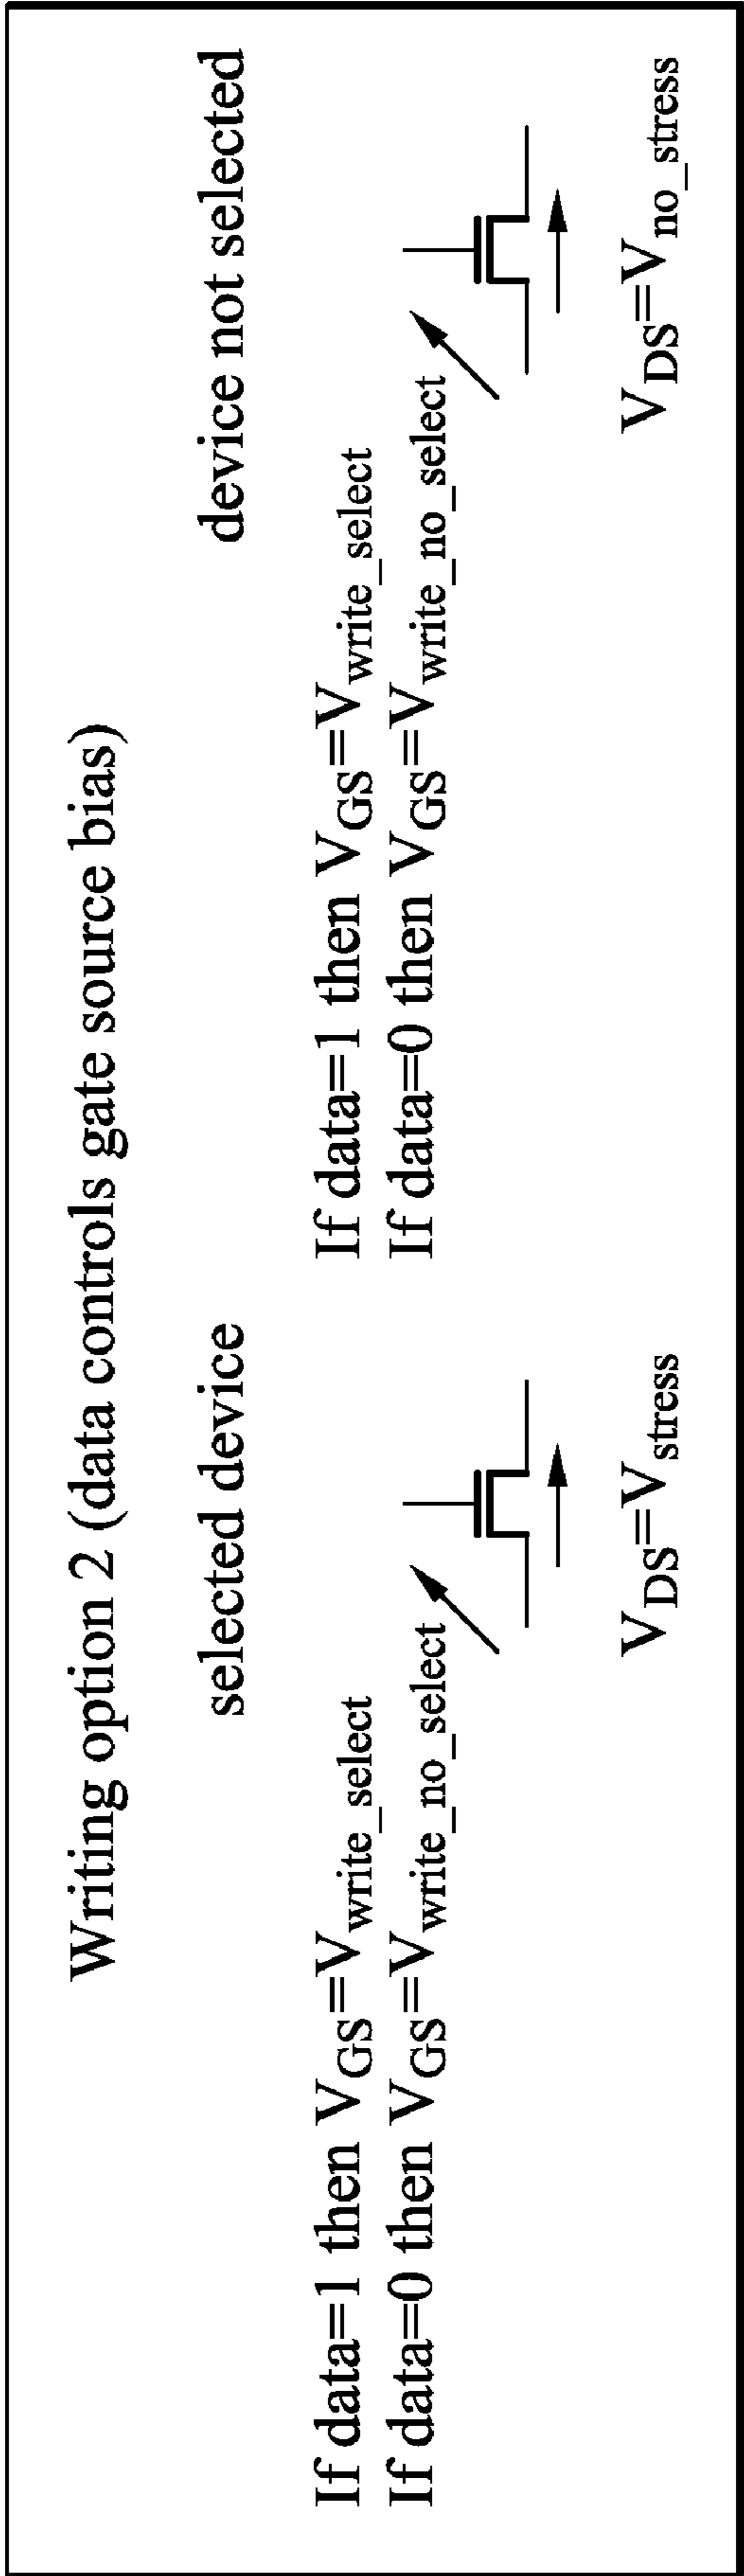 Writing option 2 (data controls gate source bias)
selected device
If data=1 then VGS=Vwrite_select
If data=0 then VGS=Vwrite_no_select
VDS=Vstress
device not selected
If data=1 then VGS=Vwrite_select
If data=0 then VGS=Vwrite_no_select
VDS=Vno_stress